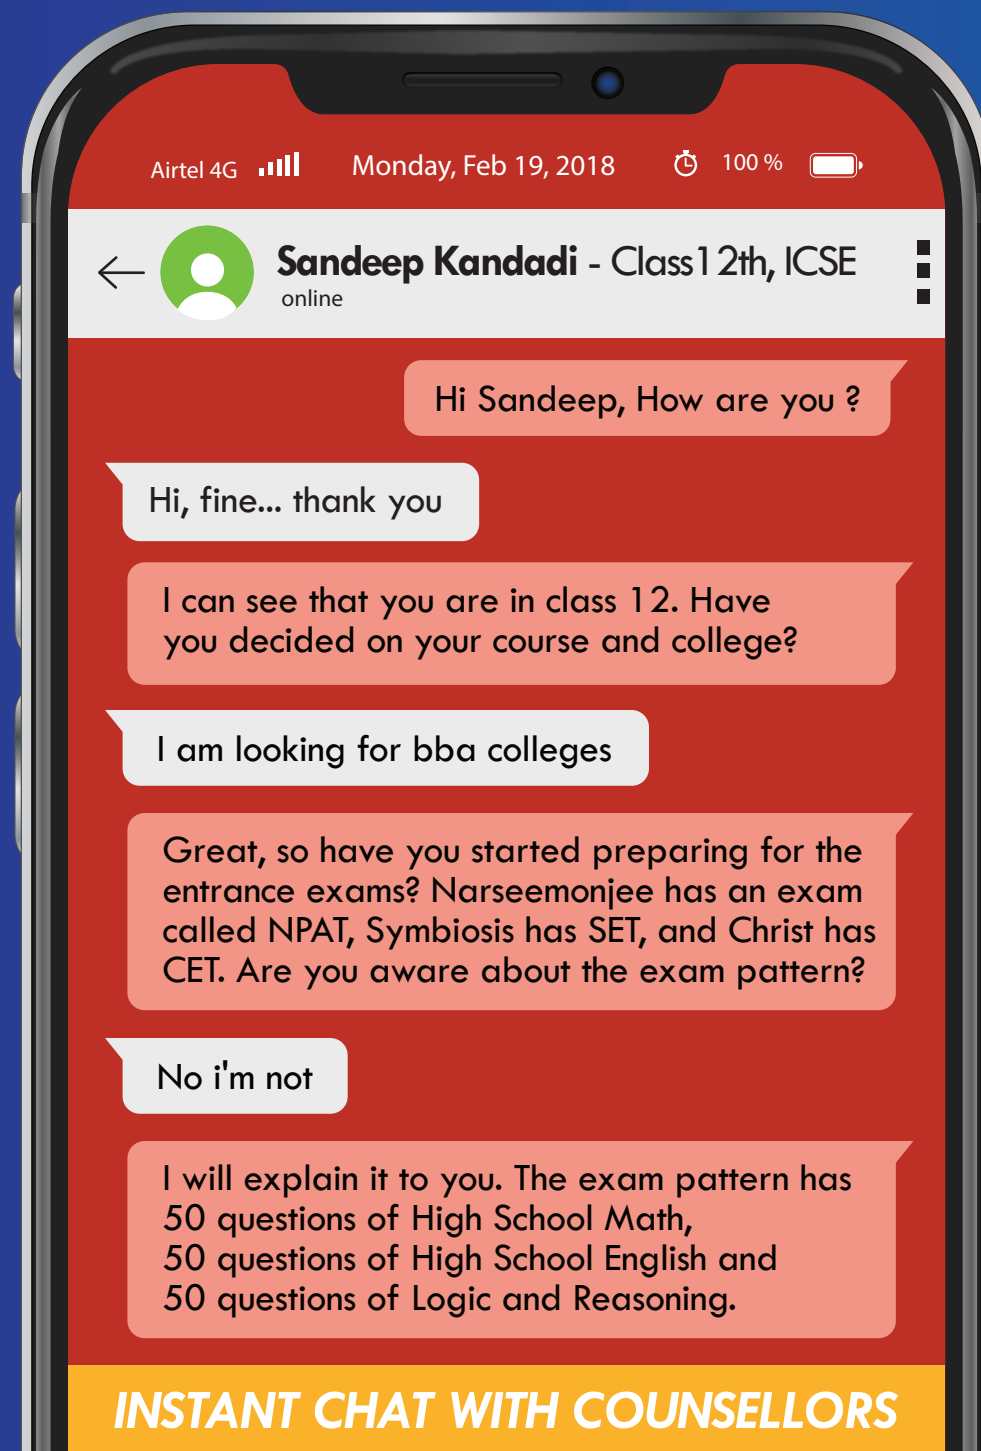 Airtel 4G Monday, Feb 19, 2018 100 %
Sandeep Kandadi - Class12th, ICSE
online
Hi Sandeep, How are you ?
Hi, fine... thank you
I can see that you are in class 12. Have
you decided on your course and college?
I am looking for bba colleges
Great, so have you started preparing for the
entrance exams? Narseemonjee has an exam
called NPAT, Symbiosis has SET, and Christ has
CET. Are you aware about the exam pattern?
No i'm not
I will explain it to you. The exam pattern has
50 questions of High School Math,
50 questions of High School English and
50 questions of Logic and Reasoning.
INSTANT CHAT WITH COUNSELLORS